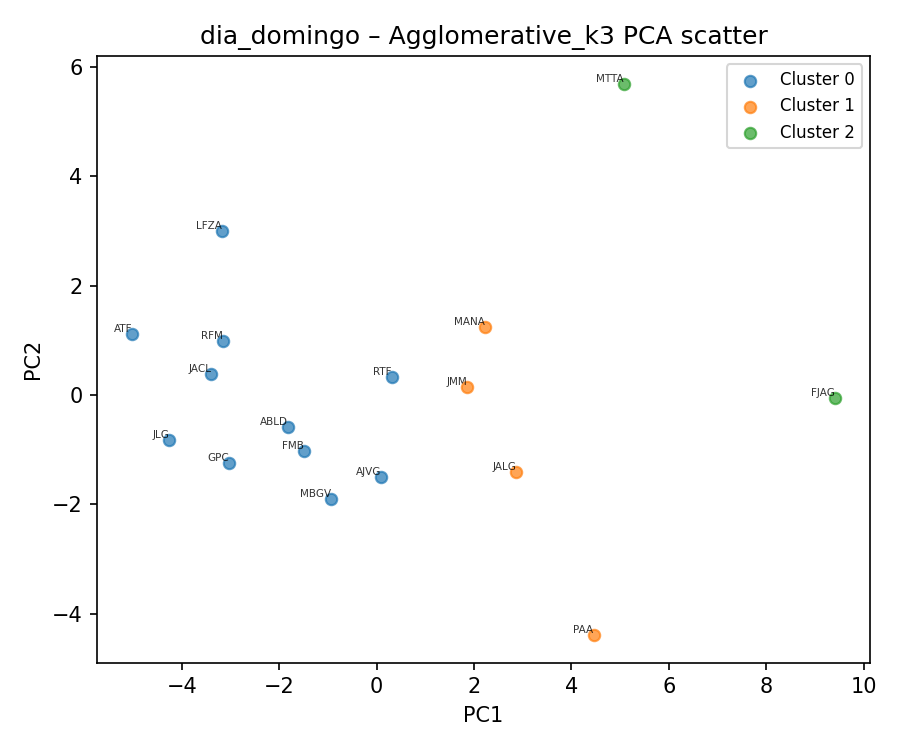 dia_domingo – Agglomerative_k3 PCA scatter
Cluster 0
Cluster 1
Cluster 2
MTTA
LFZA
ATF
RFM
JACL
RTF
MANA
JMM
FJAG
JLG
GPC
ABLD
FMB
AJVG
MBGV
JALG
PAA
6
4
2
0
−2
−4
PC2
−4
−2
0
2
4
6
8
10
PC1